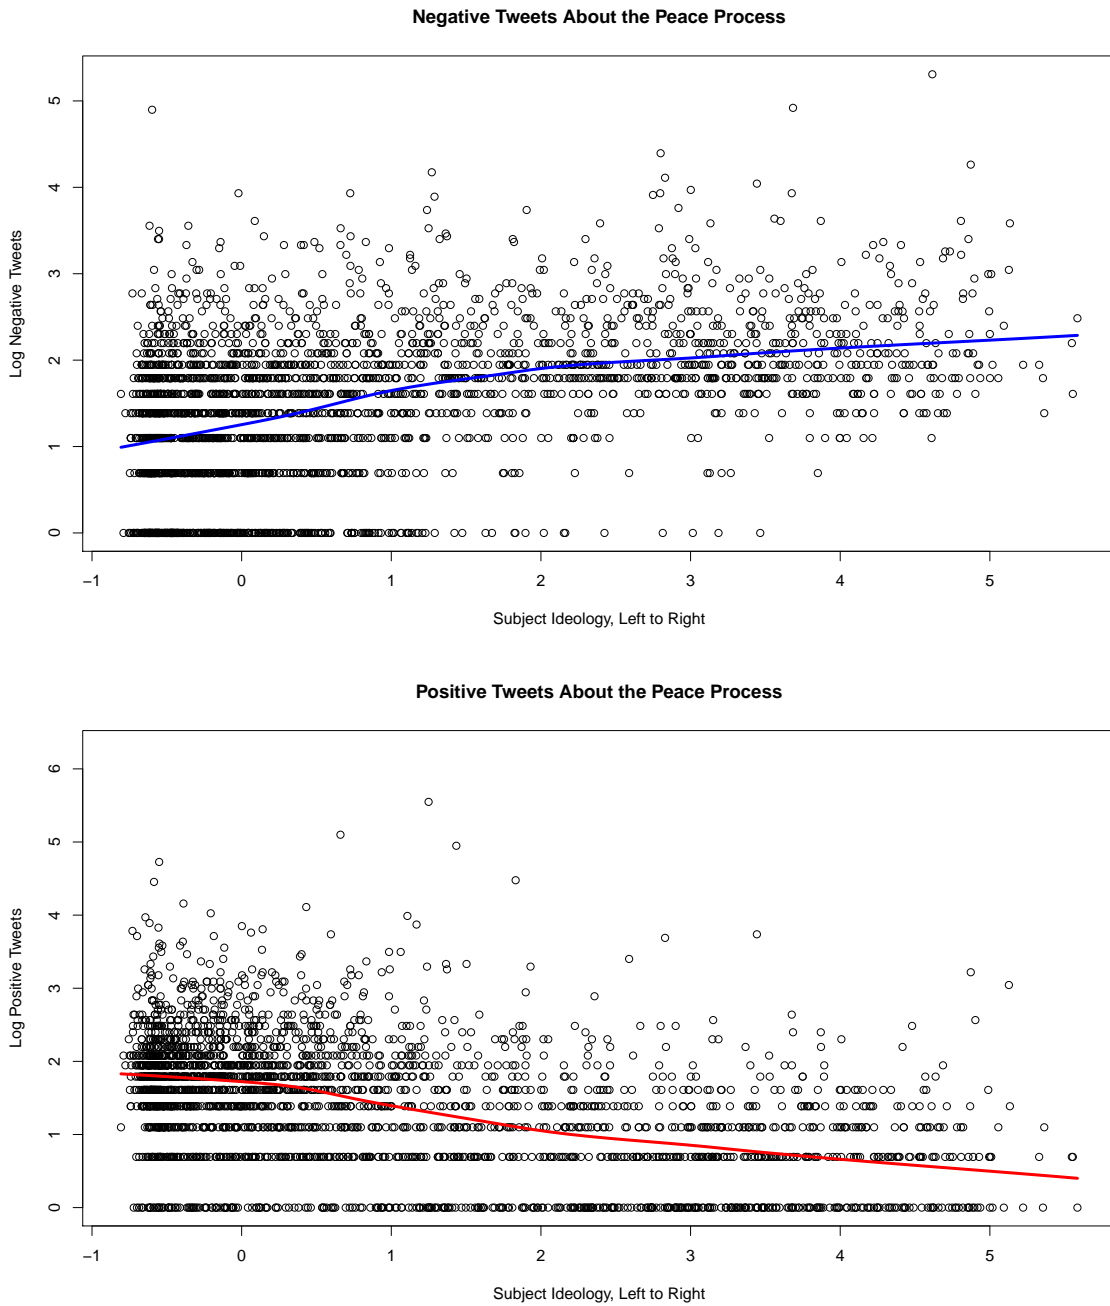 Negative Tweets About the Peace Process
Log Negative Tweets
5
4
3
2
1
0
−1 0 1 2 3 4 5
Subject Ideology, Left to Right
Positive Tweets About the Peace Process
Log Positive Tweets
6
5
4
3
2
1
0
−1 0 1 2 3 4 5
Subject Ideology, Left to Right